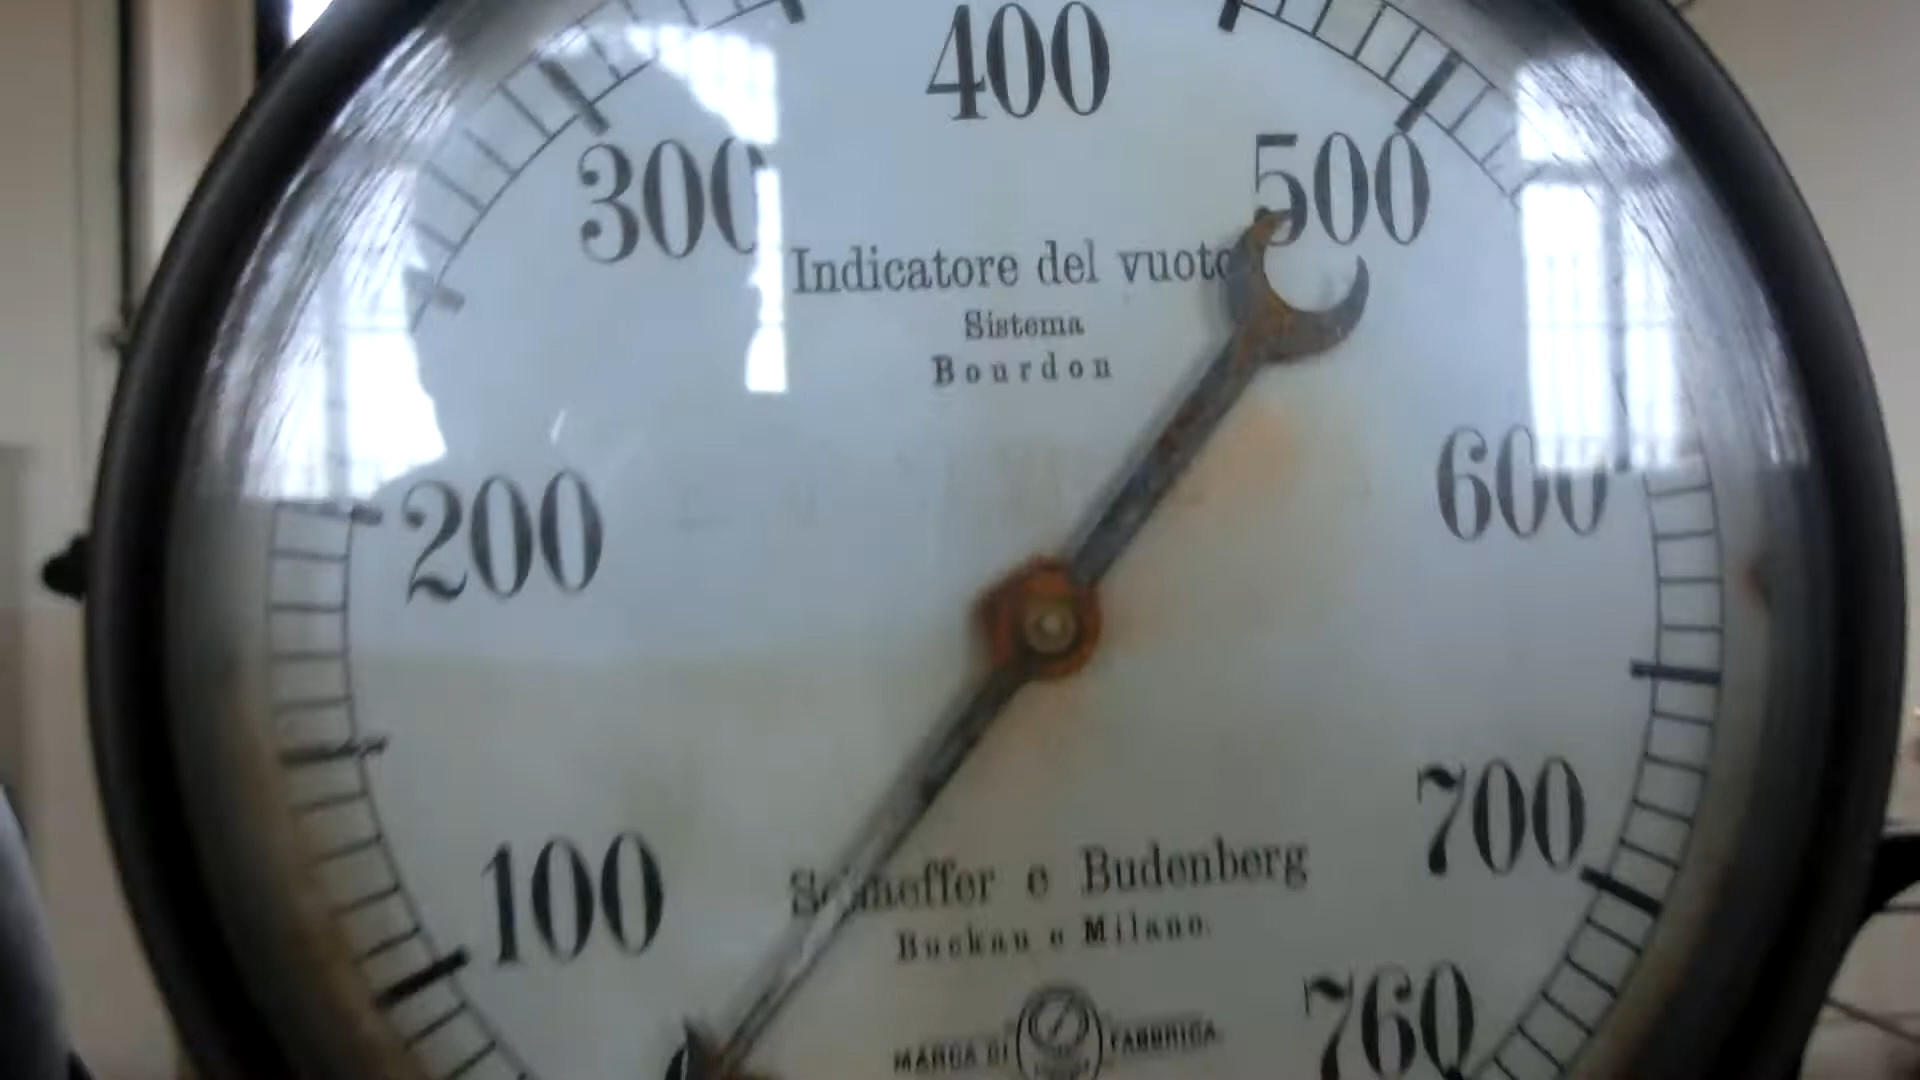 400
300 500
Indicatore del vuoto
Sistema
Bourdon
200 600
100 700
Schaeffer e Budenberg
Buckau e Milano.
760
MARCA DI FABBRICA